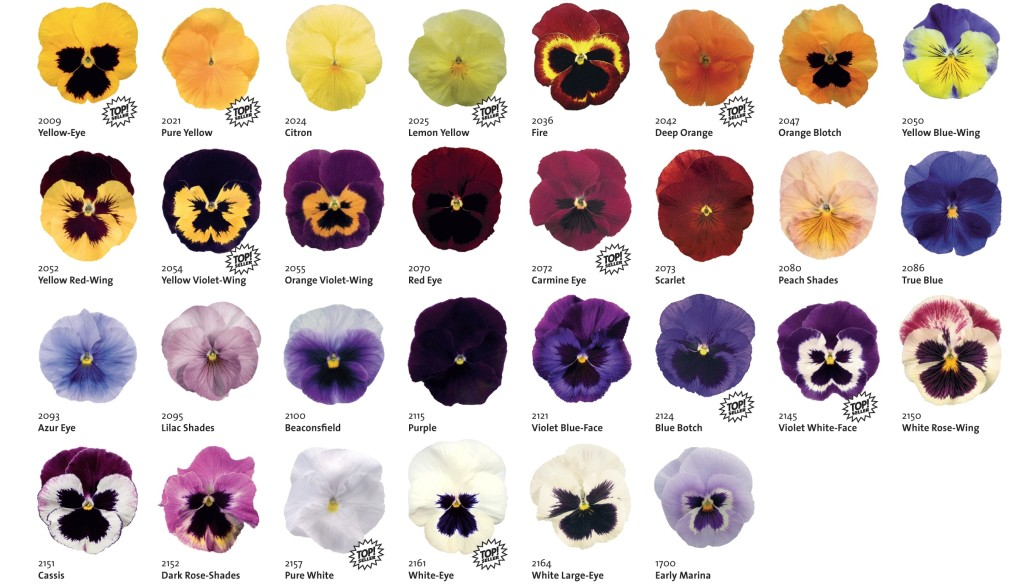 2009
Yellow-Eye
TOP!
SELLER
2021
Pure Yellow
TOP!
SELLER
2024
Citron
2025
Lemon Yellow
TOP!
SELLER
2036
Fire
2042
Deep Orange
TOP!
SELLER
2047
Orange Blotch
2050
Yellow Blue-Wing
2052
Yellow Red-Wing
2054
Yellow Violet-Wing
TOP!
SELLER
2055
Orange Violet-Wing
2070
Red Eye
2072
Carmine Eye
TOP!
SELLER
2073
Scarlet
2080
Peach Shades
2086
True Blue
2093
Azur Eye
2095
Lilac Shades
2100
Beaconsfield
2115
Purple
2121
Violet Blue-Face
2124
Blue Botch
TOP!
SELLER
2145
Violet White-Face
TOP!
SELLER
2150
White Rose-Wing
2151
Cassis
2152
Dark Rose-Shades
2157
Pure White
TOP!
SELLER
2161
White-Eye
TOP!
SELLER
2164
White Large-Eye
1700
Early Marina